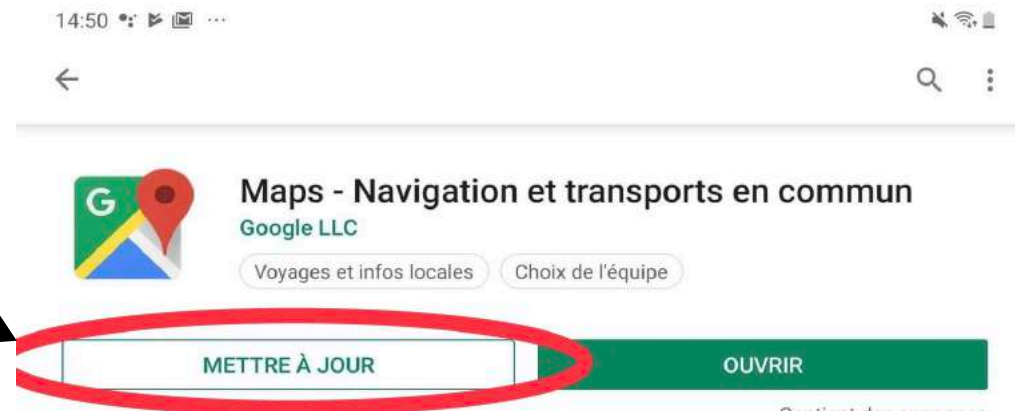 14:50
Maps - Navigation et transports en commun
G
Google LLC
Voyages et infos locales
Choix de l'équipe
METTRE À JOUR
OUVRIR